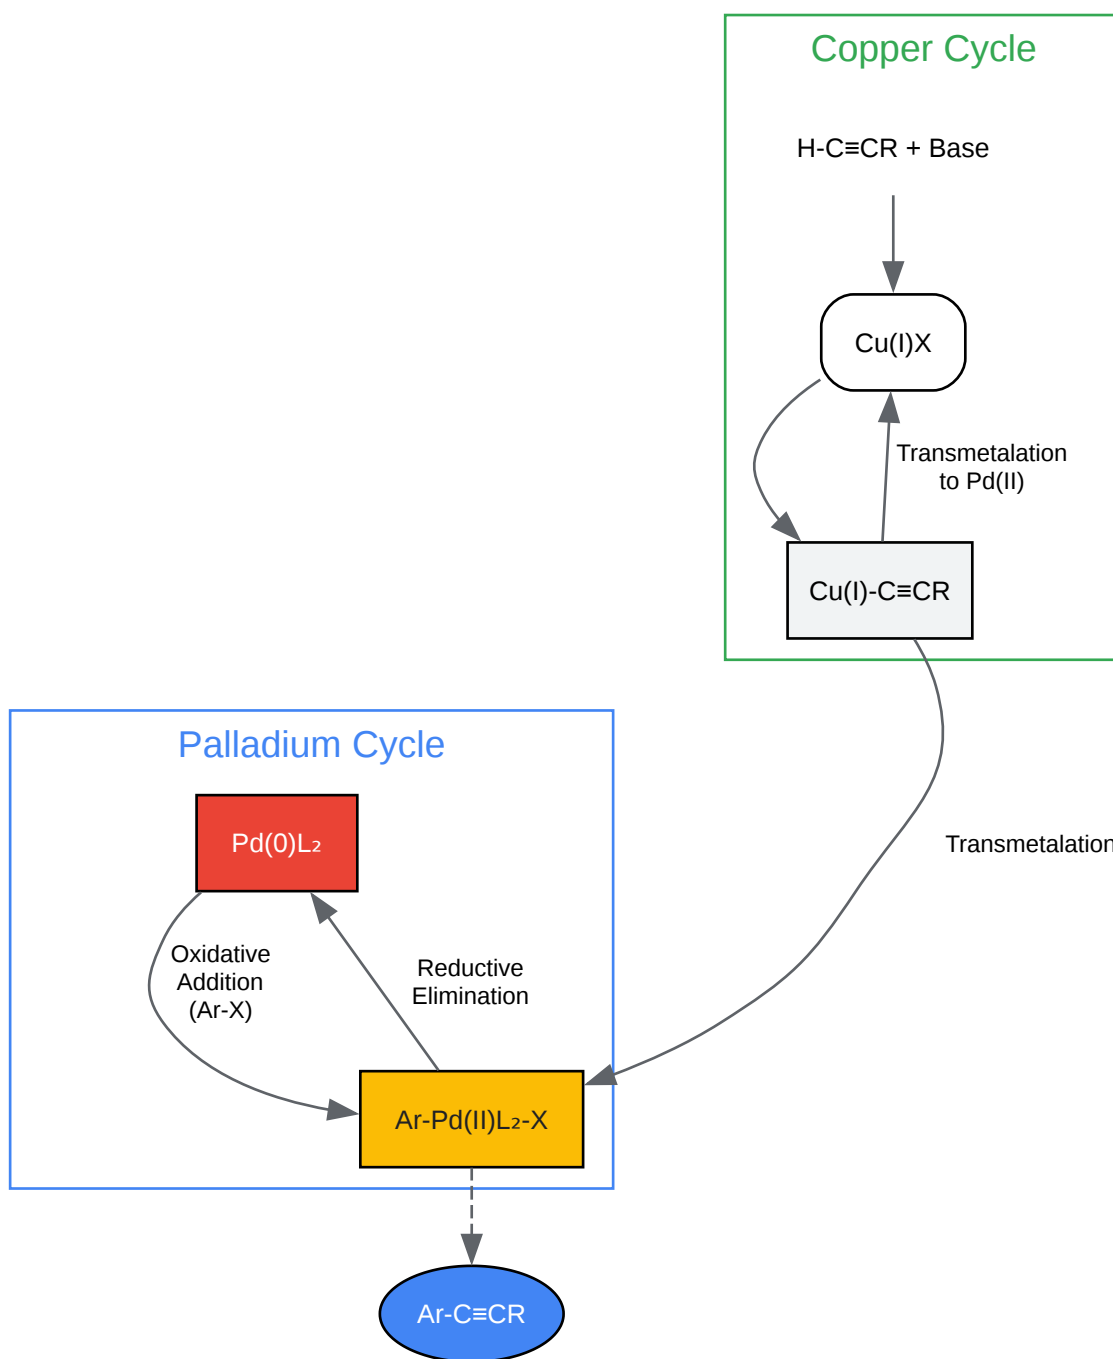 Copper Cycle
H-C≡CR + Base
Cu(I)X
Transmetalation
to Pd(II)
Cu(I)-C≡CR
Palladium Cycle
Pd(0)L₂
Transmetalation
Oxidative
Addition
(Ar-X)
Reductive
Elimination
Ar-Pd(II)L₂-X
Ar-C≡CR